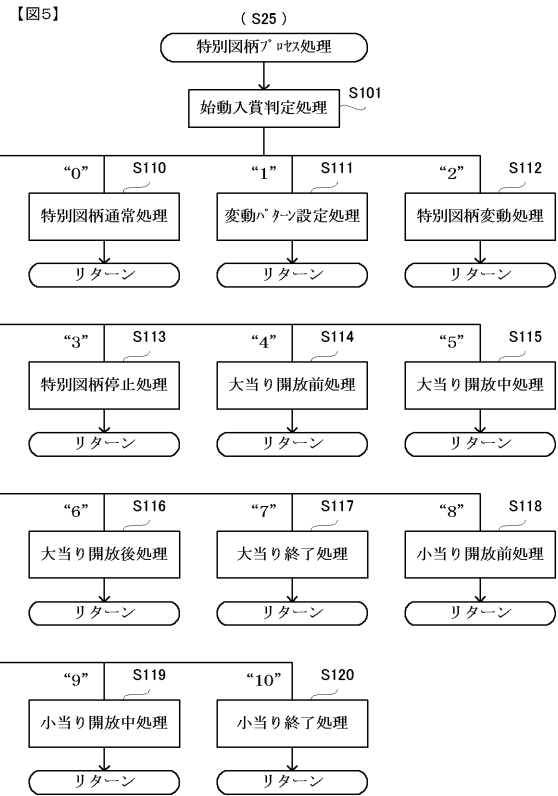 【図5】
（S25）
特別図柄ﾌﾟﾛｾｽ処理
S101
始動入賞判定処理
“0” S110 “1” S111 “2” S112
特別図柄通常処理 変動ﾊﾟﾀｰﾝ設定処理 特別図柄変動処理
リターン リターン リターン
“3” S113 “4” S114 “5” S115
特別図柄停止処理 大当り開放前処理 大当り開放中処理
リターン リターン リターン
“6” S116 “7” S117 “8” S118
大当り開放後処理 大当り終了処理 小当り開放前処理
リターン リターン リターン
“9” S119 “10” S120
小当り開放中処理 小当り終了処理
リターン リターン